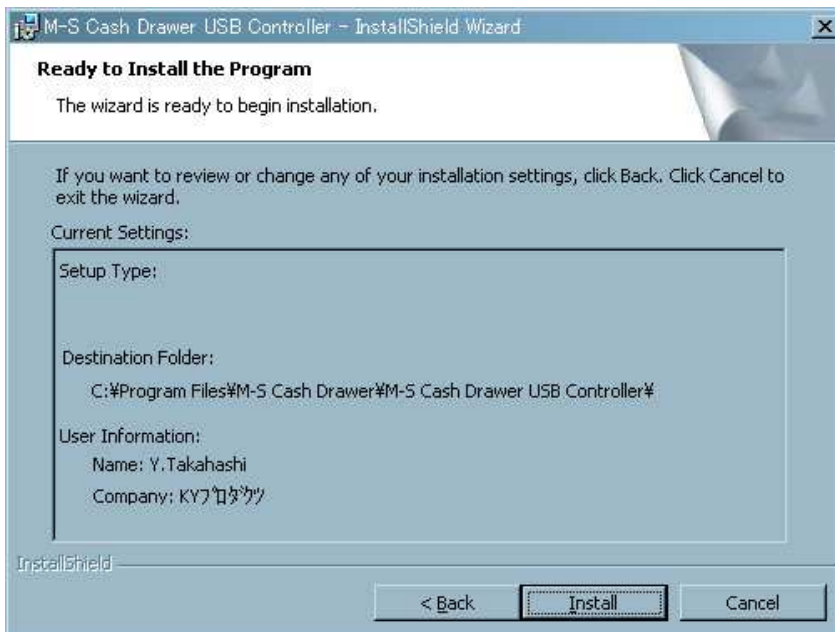 M-S Cash Drawer USB Controller - InstallShield Wizard
Ready to Install the Program
The wizard is ready to begin installation.
If you want to review or change any of your installation settings, click Back. Click Cancel to
exit the wizard.
Current Settings:
Setup Type:
Destination Folder:
C:¥Program Files¥M-S Cash Drawer¥M-S Cash Drawer USB Controller¥
User Information:
Name: Y.Takahashi
Company: KYﾌﾟﾛﾀﾞｸﾂ
InstallShield
< Back
Install
Cancel